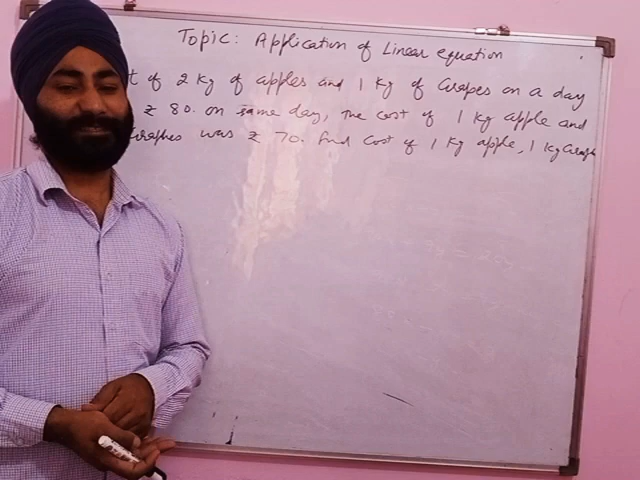 Topic: Application of Linear equation
t of 2 kg of apples and 1 kg of Grapes on a day
₹ 80. on same day, the cost of 1 kg apple and
Graphes was ₹ 70. find cost of 1 kg apple, 1 kg Graph